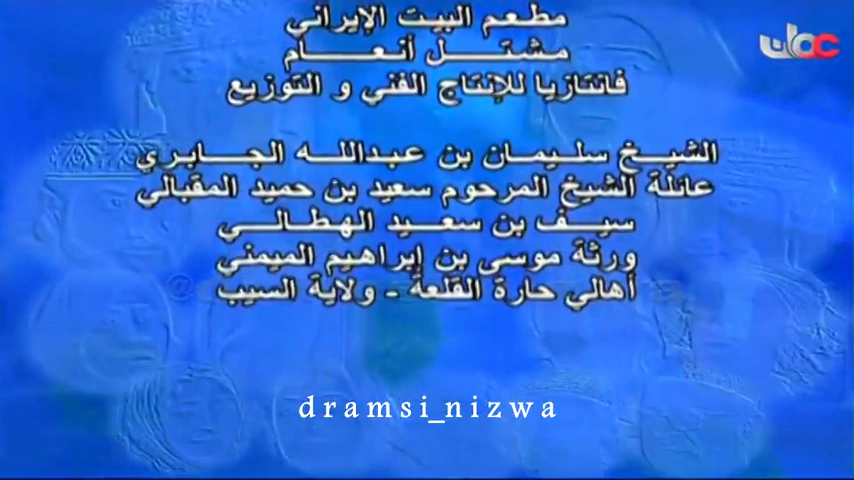 مطعم البيت الإيراني
عمان
مشتل أنعام
فانتازيا للإنتاج الفني و التوزيع
الشيخ سليمان بن عبدالله الجابري
عائلة الشيخ المرحوم سعيد بن حميد المقبالي
سيف بن سعيد الهطالي
ورثة موسى بن إبراهيم الميمني
أهالي حارة القلعة - ولاية السيب
dramsi_nizwa